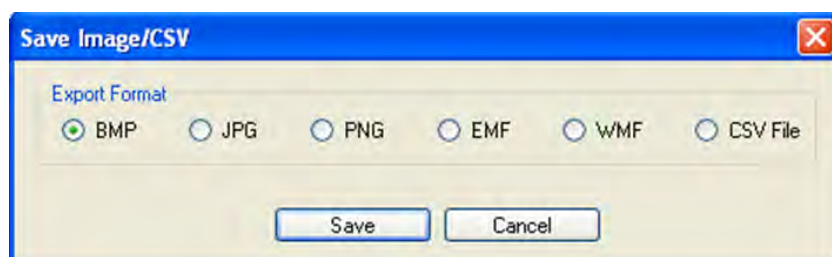 Save Image/CSV
Export Format
BMP JPG PNG EMF WMF CSV File
Save Cancel